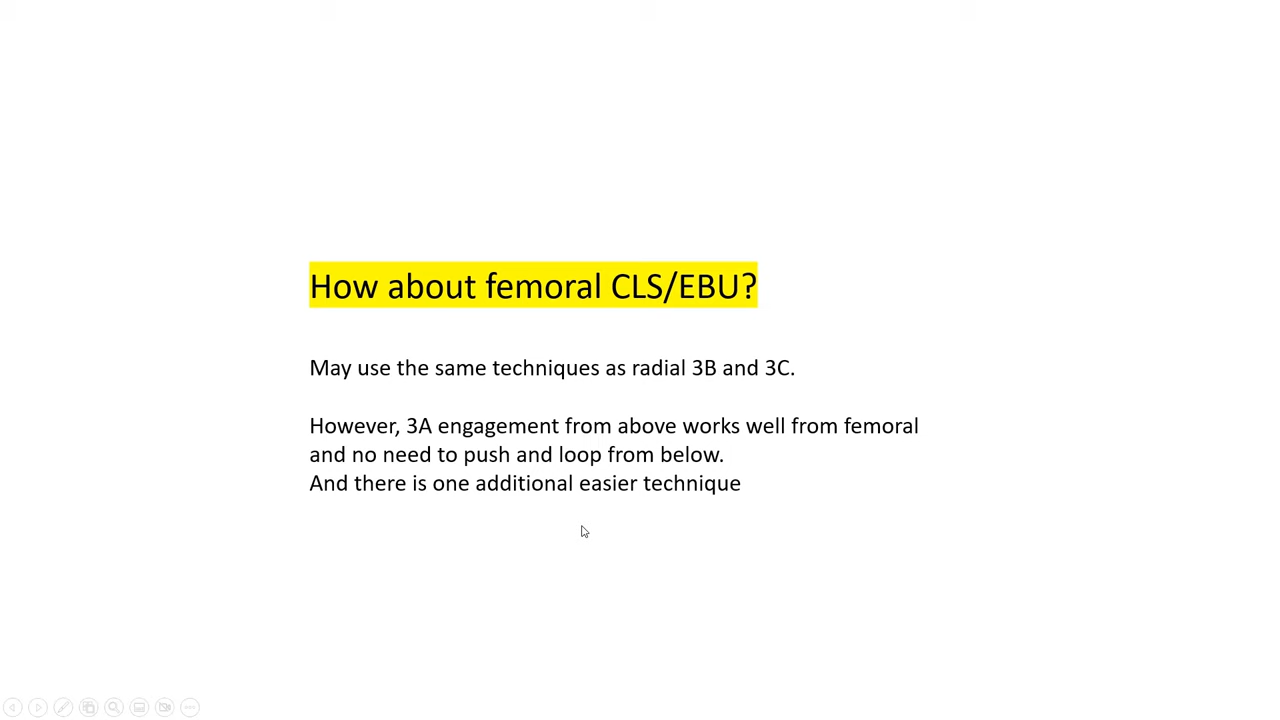 How about femoral CLS/EBU?
May use the same techniques as radial 3B and 3C.
However, 3A engagement from above works well from femoral
and no need to push and loop from below.
And there is one additional easier technique